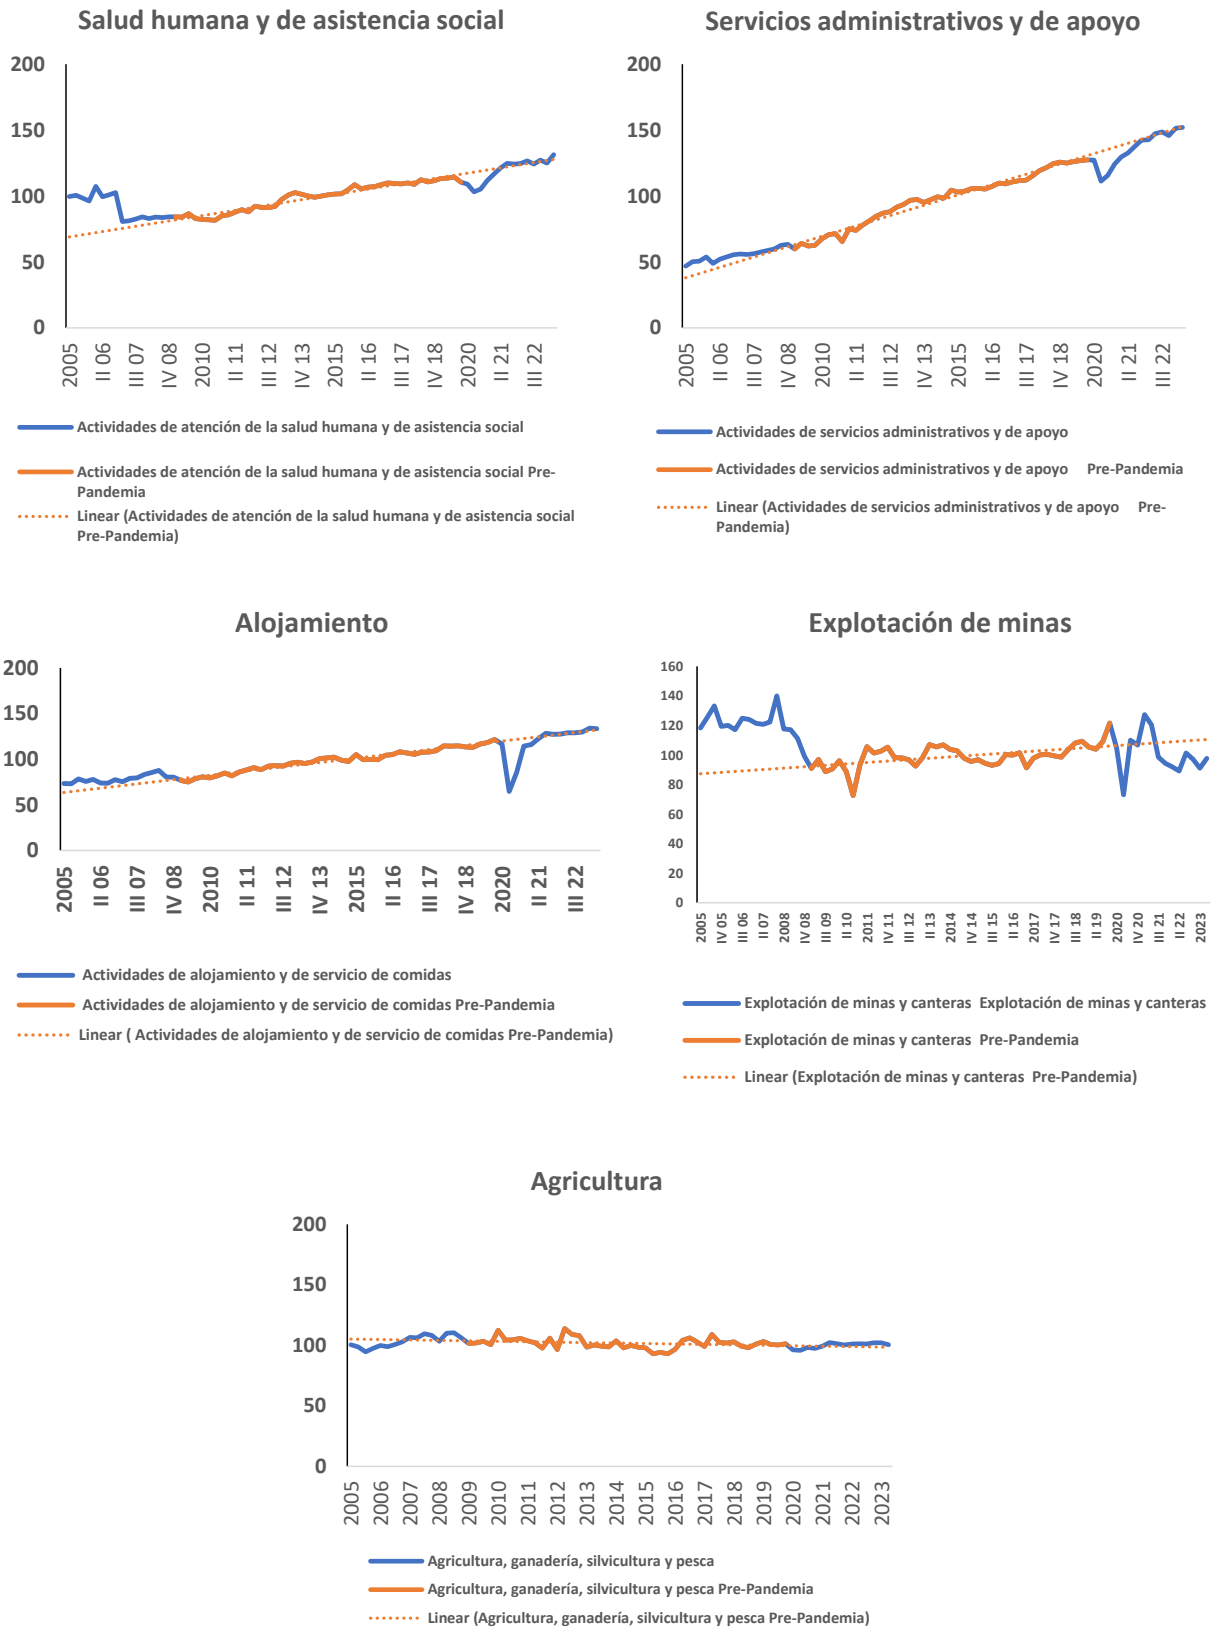 Salud humana y de asistencia social
200
150
100
50
0
2005
II 06
III 07
IV 08
2010
II 11
III 12
IV 13
2015
II 16
III 17
IV 18
2020
II 21
III 22
Actividades de atención de la salud humana y de asistencia social
Actividades de atención de la salud humana y de asistencia social Pre-
Pandemia
Linear (Actividades de atención de la salud humana y de asistencia social
Pre-Pandemia)
Servicios administrativos y de apoyo
200
150
100
50
0
2005
II 06
III 07
IV 08
2010
II 11
III 12
IV 13
2015
II 16
III 17
IV 18
2020
II 21
III 22
Actividades de servicios administrativos y de apoyo
Actividades de servicios administrativos y de apoyo Pre-Pandemia
Linear (Actividades de servicios administrativos y de apoyo Pre-
Pandemia)
Alojamiento
200
150
100
50
0
2005
II 06
III 07
IV 08
2010
II 11
III 12
IV 13
2015
II 16
III 17
IV 18
2020
II 21
III 22
Actividades de alojamiento y de servicio de comidas
Actividades de alojamiento y de servicio de comidas Pre-Pandemia
Linear ( Actividades de alojamiento y de servicio de comidas Pre-Pandemia)
Explotación de minas
160
140
120
100
80
60
40
20
0
2005
IV 05
III 06
II 07
2008
IV 08
III 09
II 10
2011
IV 11
III 12
II 13
2014
IV 14
III 15
II 16
2017
IV 17
III 18
II 19
2020
IV 20
III 21
II 22
2023
Explotación de minas y canteras Explotación de minas y canteras
Explotación de minas y canteras Pre-Pandemia
Linear (Explotación de minas y canteras Pre-Pandemia)
Agricultura
200
150
100
50
0
2005
2006
2007
2008
2009
2010
2011
2012
2013
2014
2015
2016
2017
2018
2019
2020
2021
2022
2023
Agricultura, ganadería, silvicultura y pesca
Agricultura, ganadería, silvicultura y pesca Pre-Pandemia
Linear (Agricultura, ganadería, silvicultura y pesca Pre-Pandemia)